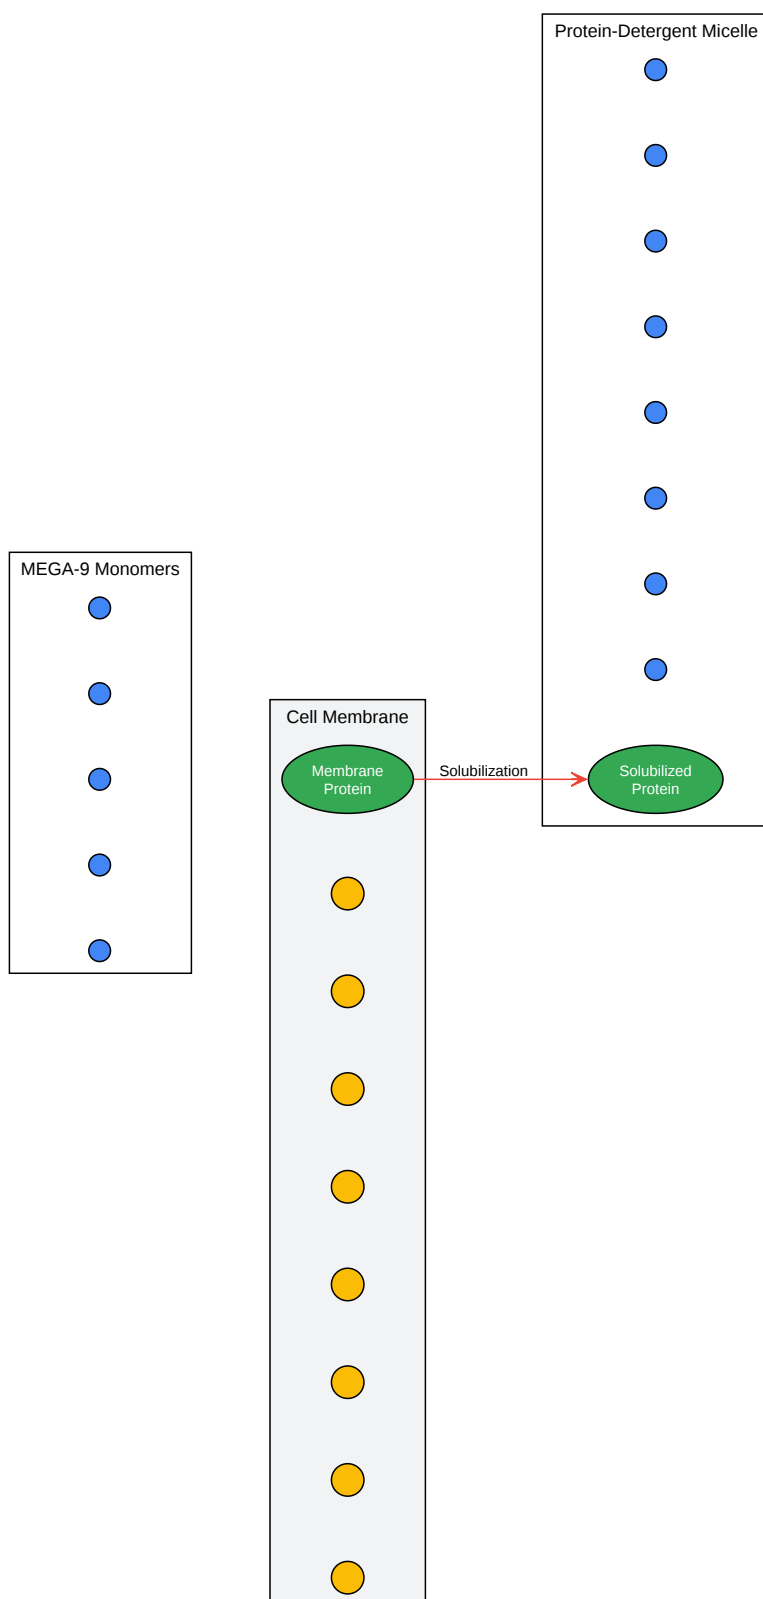 Protein-Detergent Micelle
MEGA-9 Monomers
Cell Membrane
Membrane
Protein
Solubilization
Solubilized
Protein